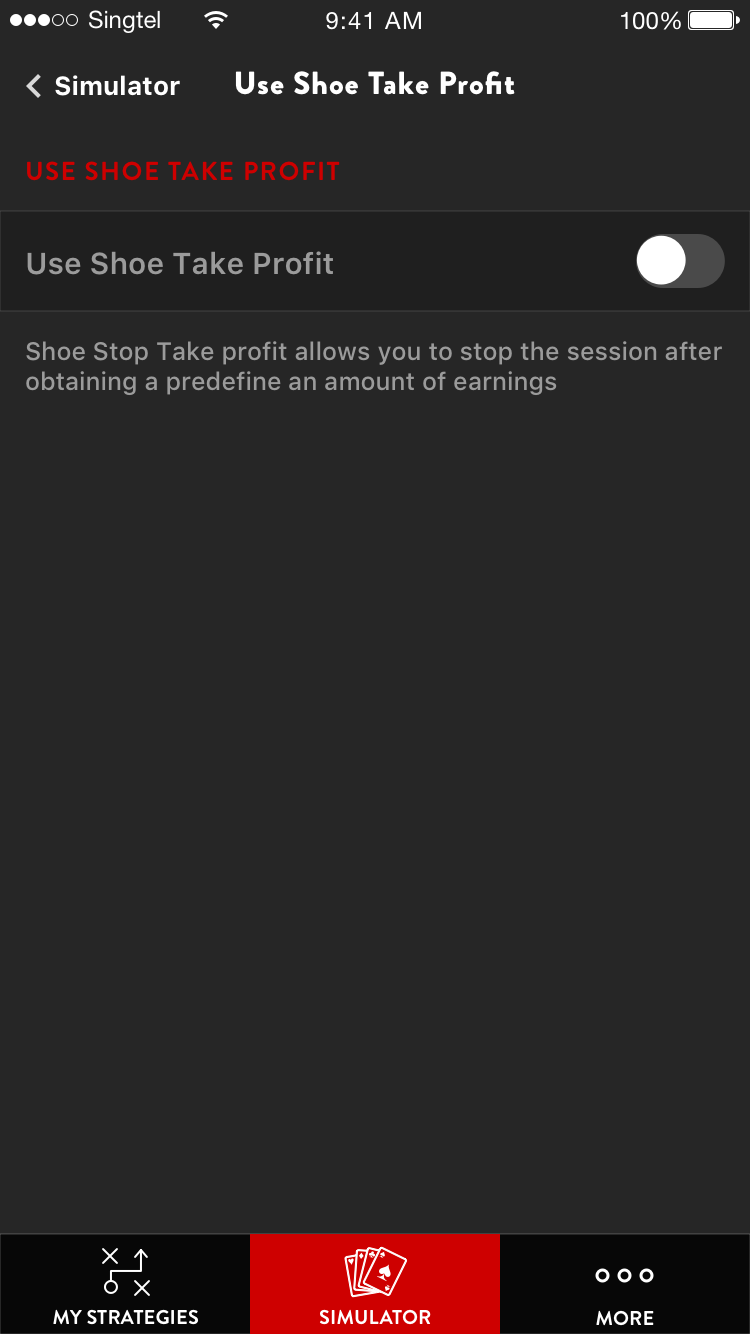 Singtel 9:41 AM 100%
Simulator Use Shoe Take Profit
USE SHOE TAKE PROFIT
Use Shoe Take Profit
Shoe Stop Take profit allows you to stop the session after
obtaining a predefine an amount of earnings
MY STRATEGIES SIMULATOR MORE